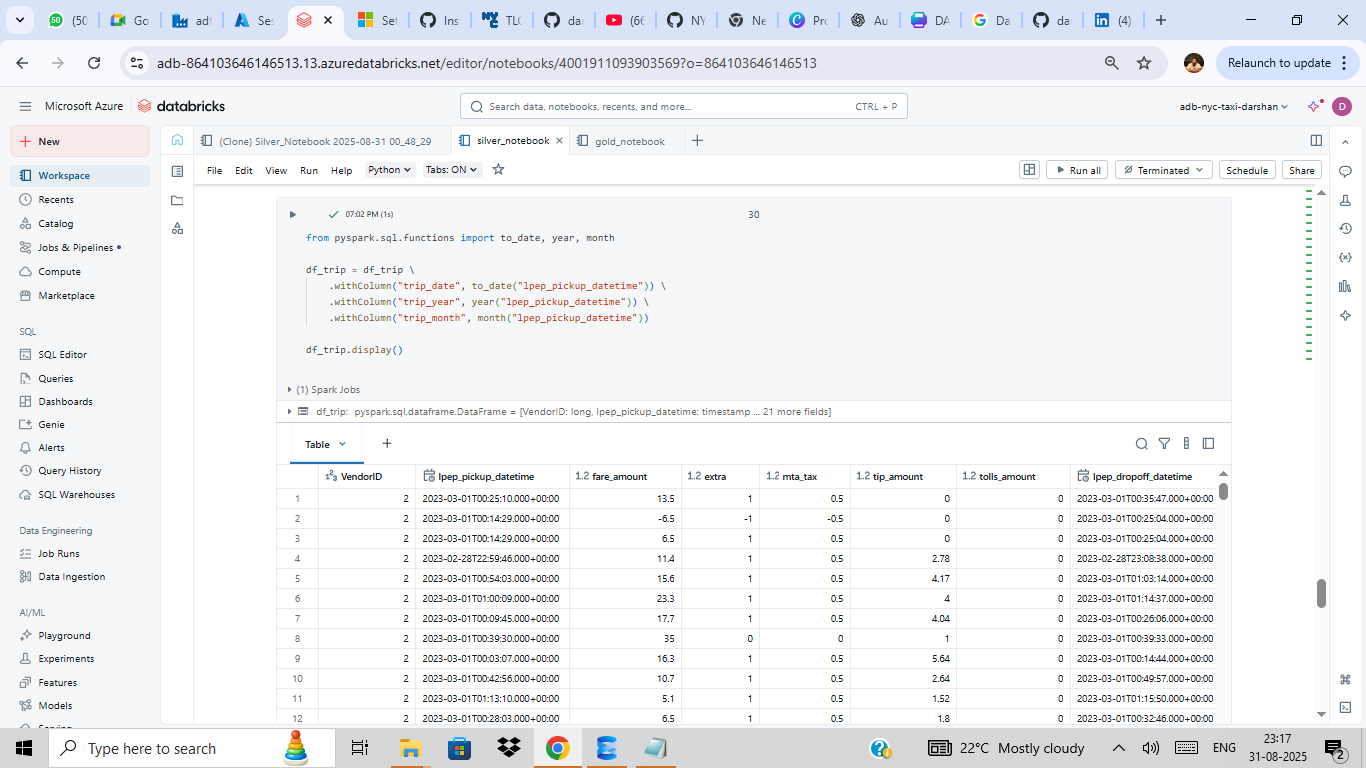 (50
Go
adf
Ses
Set
Ins
TLC
dar
(66
NY
Ne
Pro
Au
DA
Da
da
(4)
adb-864103646146513.13.azuredatabricks.net/editor/notebooks/4001911093903569?o=864103646146513
Relaunch to update
Microsoft Azure
databricks
Search data, notebooks, recents, and more...
CTRL + P
adb-nyc-taxi-darshan
D
New
Workspace
Recents
Catalog
Jobs & Pipelines
Compute
Marketplace
SQL
SQL Editor
Queries
Dashboards
Genie
Alerts
Query History
SQL Warehouses
Data Engineering
Job Runs
Data Ingestion
AI/ML
Playground
Experiments
Features
Models
(Clone) Silver_Notebook 2025-08-31 00_48_29
silver_notebook
gold_notebook
File Edit View Run Help Python Tabs: ON
Run all
Terminated
Schedule
Share
07:02 PM (1s)
30
from pyspark.sql.functions import to_date, year, month
df_trip = df_trip \
.withColumn("trip_date", to_date("lpep_pickup_datetime")) \
.withColumn("trip_year", year("lpep_pickup_datetime")) \
.withColumn("trip_month", month("lpep_pickup_datetime"))
df_trip.display()
(1) Spark Jobs
df_trip: pyspark.sql.dataframe.DataFrame = [VendorID: long, lpep_pickup_datetime: timestamp ... 21 more fields]
Table
VendorID lpep_pickup_datetime 1.2 fare_amount 1.2 extra 1.2 mta_tax 1.2 tip_amount 1.2 tolls_amount lpep_dropoff_datetime
1 2 2023-03-01T00:25:10.000+00:00 13.5 1 0.5 0 0 2023-03-01T00:35:47.000+00:00
2 2 2023-03-01T00:14:29.000+00:00 -6.5 -1 -0.5 0 0 2023-03-01T00:25:04.000+00:00
3 2 2023-03-01T00:14:29.000+00:00 6.5 1 0.5 0 0 2023-03-01T00:25:04.000+00:00
4 2 2023-02-28T22:59:46.000+00:00 11.4 1 0.5 2.78 0 2023-02-28T23:08:38.000+00:00
5 2 2023-03-01T00:54:03.000+00:00 15.6 1 0.5 4.17 0 2023-03-01T01:03:14.000+00:00
6 2 2023-03-01T01:00:09.000+00:00 23.3 1 0.5 4 0 2023-03-01T01:14:37.000+00:00
7 2 2023-03-01T00:09:45.000+00:00 17.7 1 0.5 4.04 0 2023-03-01T00:26:06.000+00:00
8 2 2023-03-01T00:39:30.000+00:00 35 0 0 1 0 2023-03-01T00:39:33.000+00:00
9 2 2023-03-01T00:03:07.000+00:00 16.3 1 0.5 5.64 0 2023-03-01T00:14:44.000+00:00
10 2 2023-03-01T00:42:56.000+00:00 10.7 1 0.5 2.64 0 2023-03-01T00:49:57.000+00:00
11 2 2023-03-01T01:13:10.000+00:00 5.1 1 0.5 1.52 0 2023-03-01T01:15:50.000+00:00
12 2 2023-03-01T00:28:03.000+00:00 6.5 1 0.5 1.8 0 2023-03-01T00:32:46.000+00:00
Type here to search
22°C Mostly cloudy
ENG
23:17
31-08-2025
2